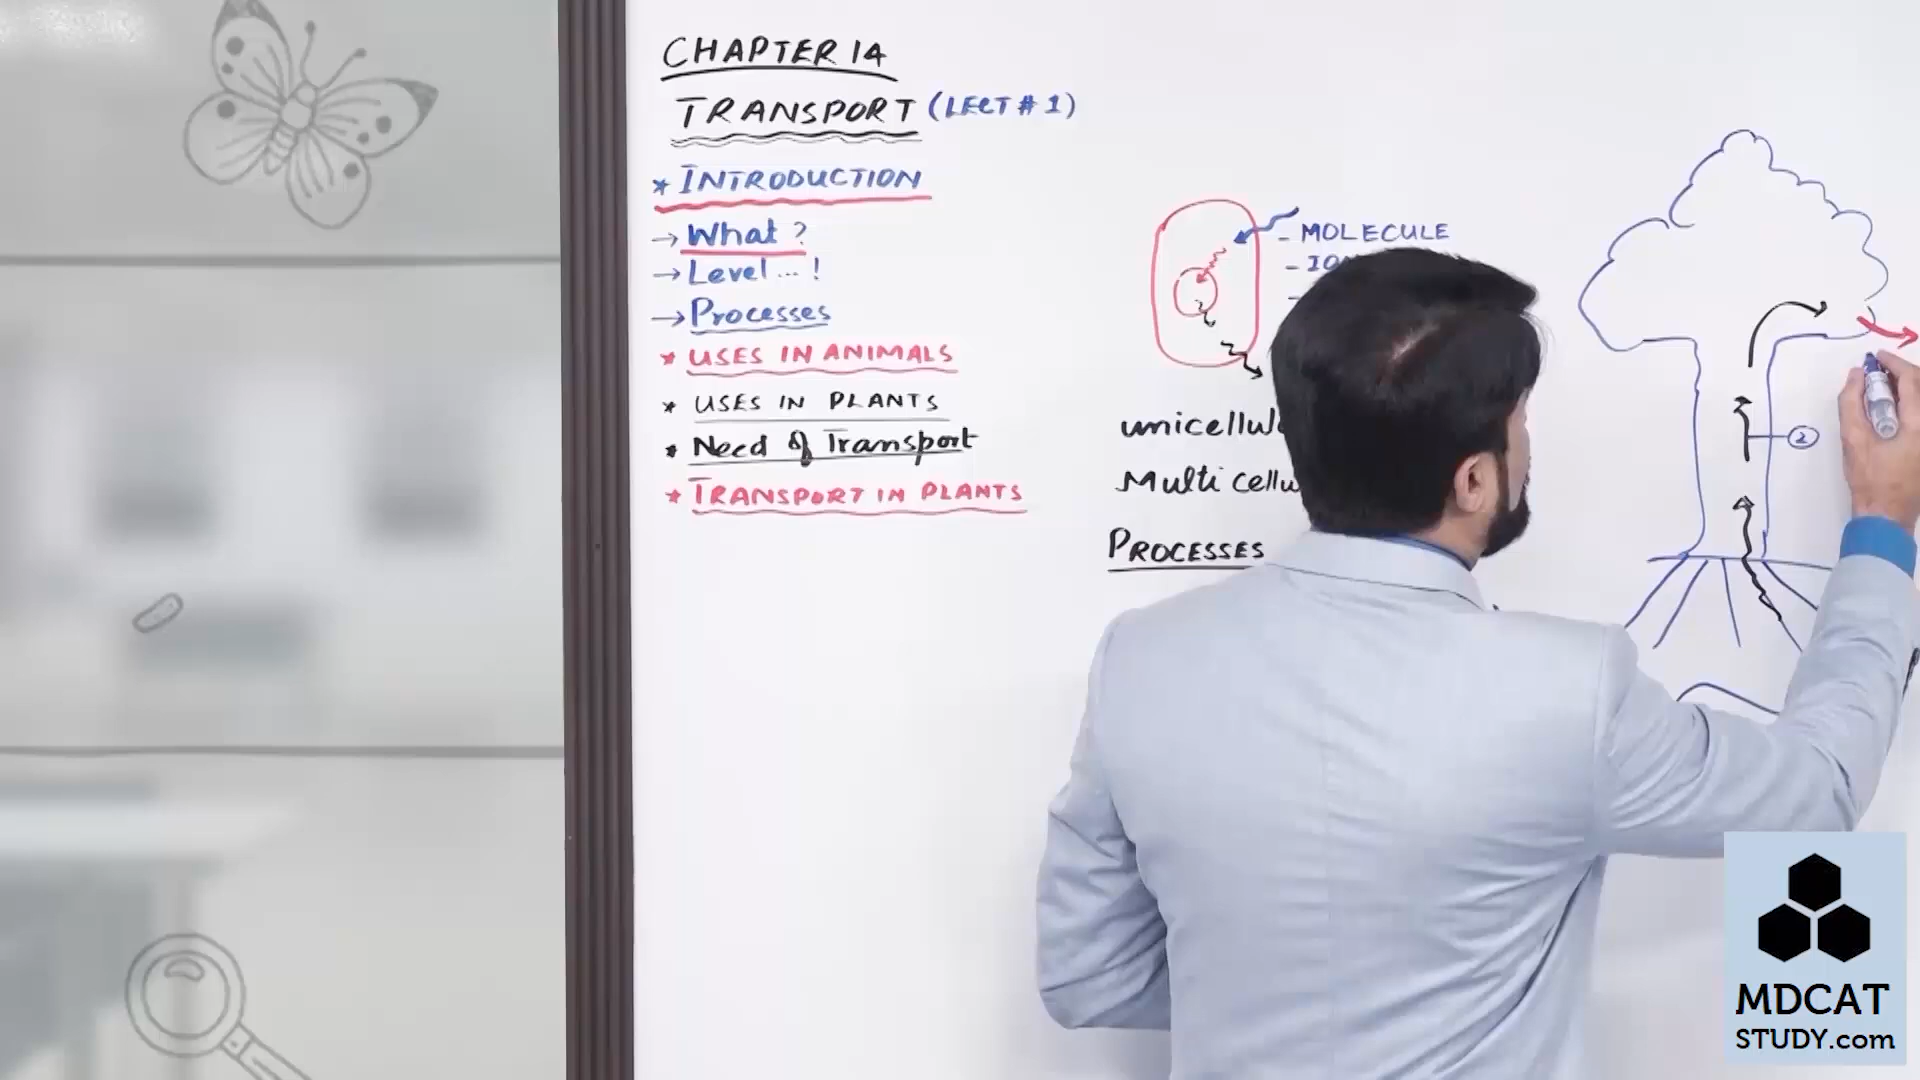 CHAPTER 14
TRANSPORT (LECT # 1)
* INTRODUCTION
→ What ?
→ Level ... !
→ Processes
* USES IN ANIMALS
* USES IN PLANTS
* Need of Transport
* TRANSPORT IN PLANTS
- MOLECULE
Multi
PROCESSES
2
MDCAT
STUDY.com